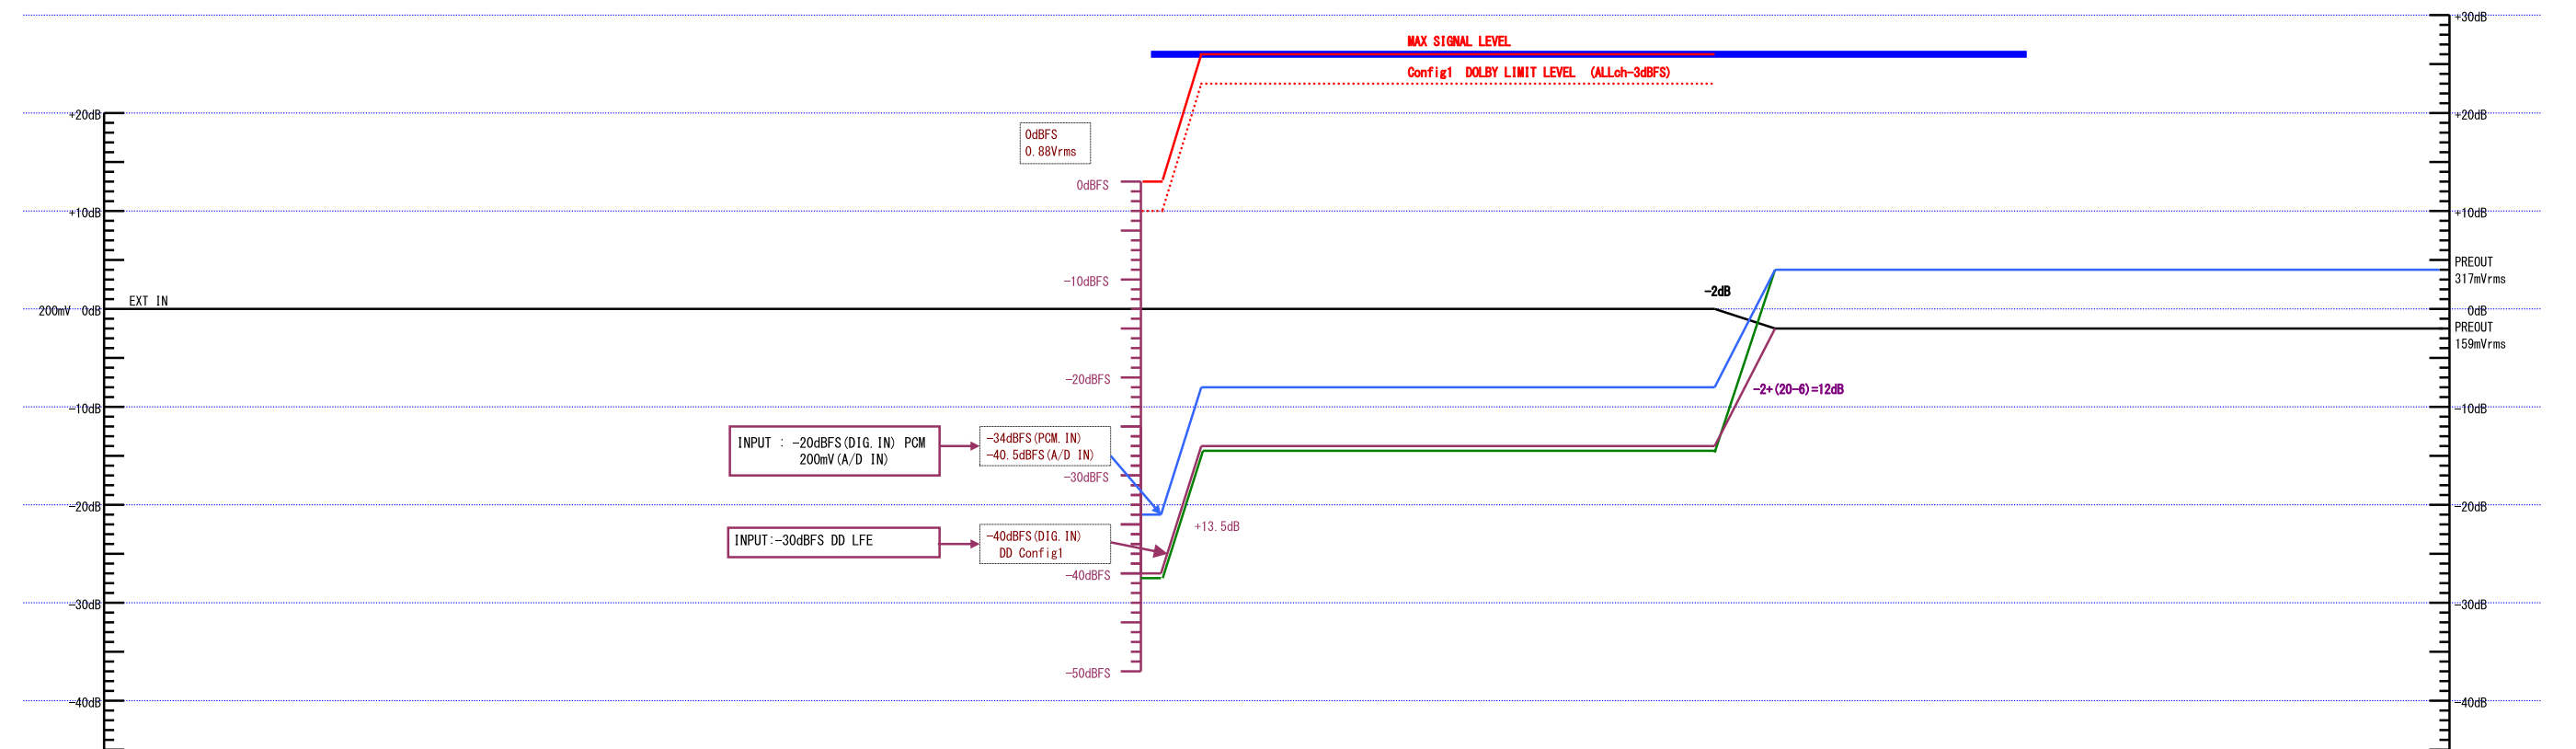 +30dB
MAX SIGNAL LEVEL
Config1 DOLBY LIMIT LEVEL (ALLch-3dBFS)
+20dB
+20dB
0dBFS
0.88Vrms
0dBFS
+10dB
+10dB
PREOUT
317mVrms
-10dBFS
-2dB
EXT IN
200mV 0dB
0dB
PREOUT
159mVrms
-20dBFS
-2+(20-6)=12dB
-10dB
-10dB
INPUT : -20dBFS(DIG.IN) PCM
200mV(A/D IN)
-34dBFS(PCM.IN)
-40.5dBFS(A/D IN)
-30dBFS
-20dB
-20dB
+13.5dB
INPUT:-30dBFS DD LFE
-40dBFS(DIG.IN)
DD Config1
-40dBFS
-30dB
-30dB
-50dBFS
-40dB
-40dB